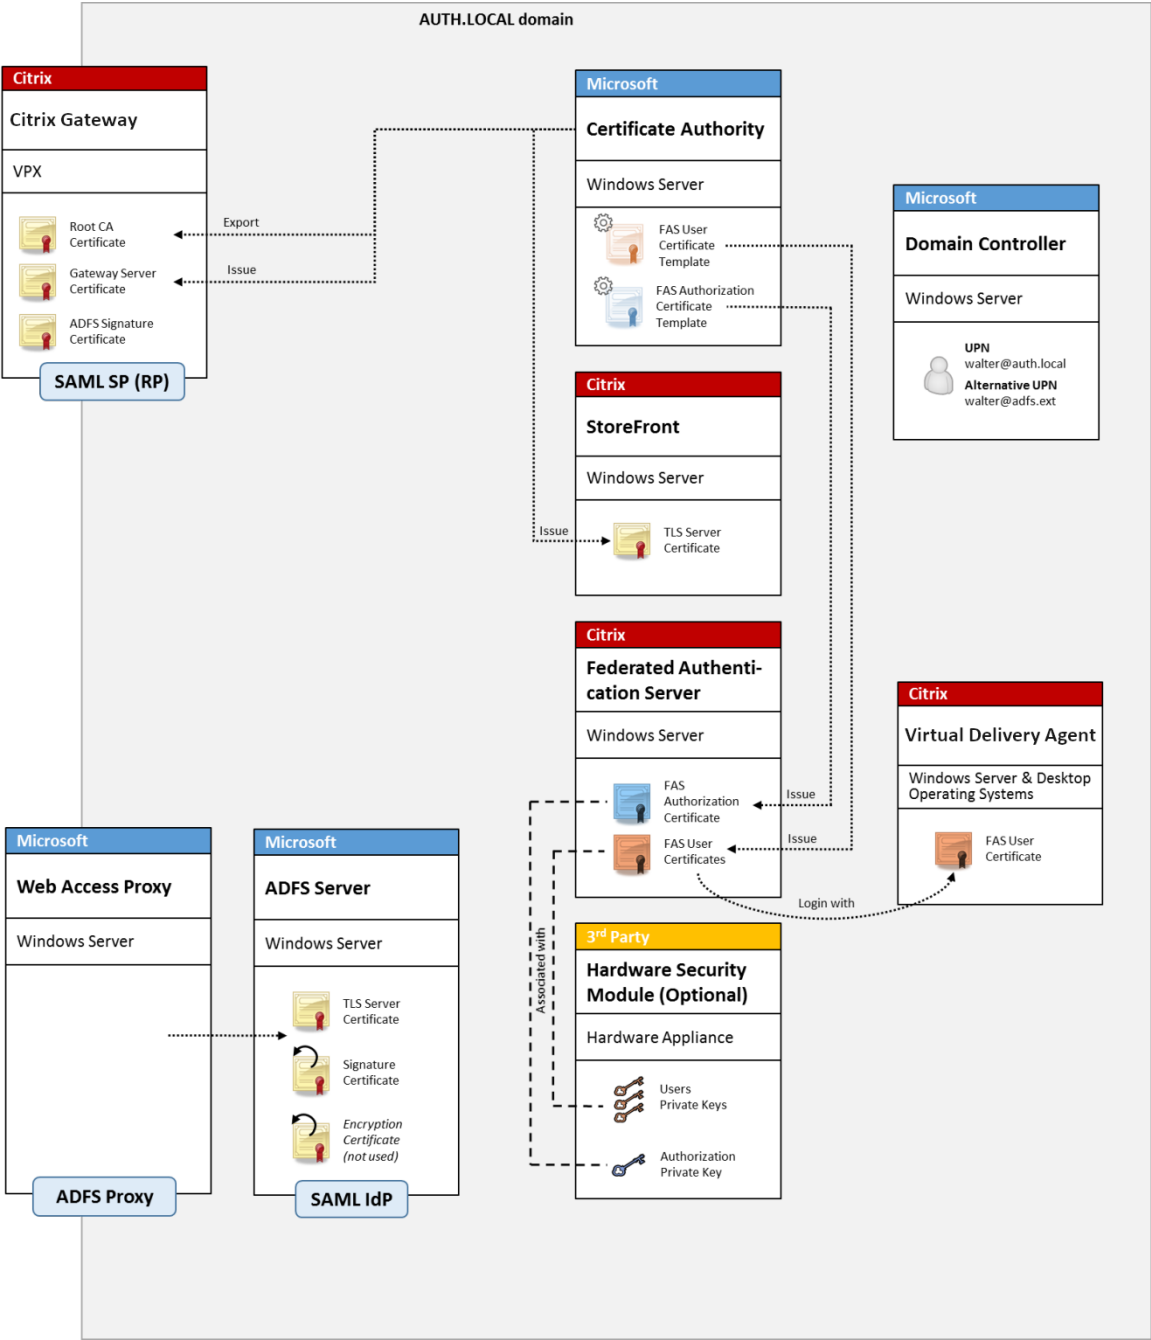 AUTH.LOCAL domain
Citrix
Citrix Gateway
VPX
Root CA
Certificate
Gateway Server
Certificate
ADFS Signature
Certificate
SAML SP (RP)
Export
Issue
Microsoft
Certificate Authority
Windows Server
FAS User
Certificate
Template
FAS Authorization
Certificate
Template
Microsoft
Domain Controller
Windows Server
UPN
walter@auth.local
Alternative UPN
walter@adfs.ext
Citrix
StoreFront
Windows Server
Issue
TLS Server
Certificate
Citrix
Federated Authenti-
cation Server
Windows Server
FAS
Authorization
Certificate
Issue
FAS User
Certificates
Issue
Login with
Citrix
Virtual Delivery Agent
Windows Server & Desktop
Operating Systems
FAS User
Certificate
Microsoft
Web Access Proxy
Windows Server
ADFS Proxy
Microsoft
ADFS Server
Windows Server
TLS Server
Certificate
Signature
Certificate
Encryption
Certificate
(not used)
SAML IdP
Associated with
3rd Party
Hardware Security
Module (Optional)
Hardware Appliance
Users
Private Keys
Authorization
Private Key